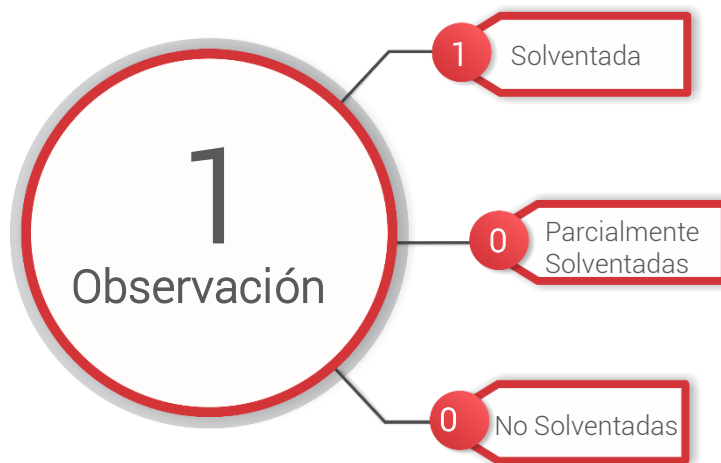 1
Observación
1
Solventada
0
Parcialmente
Solventadas
0
No Solventadas